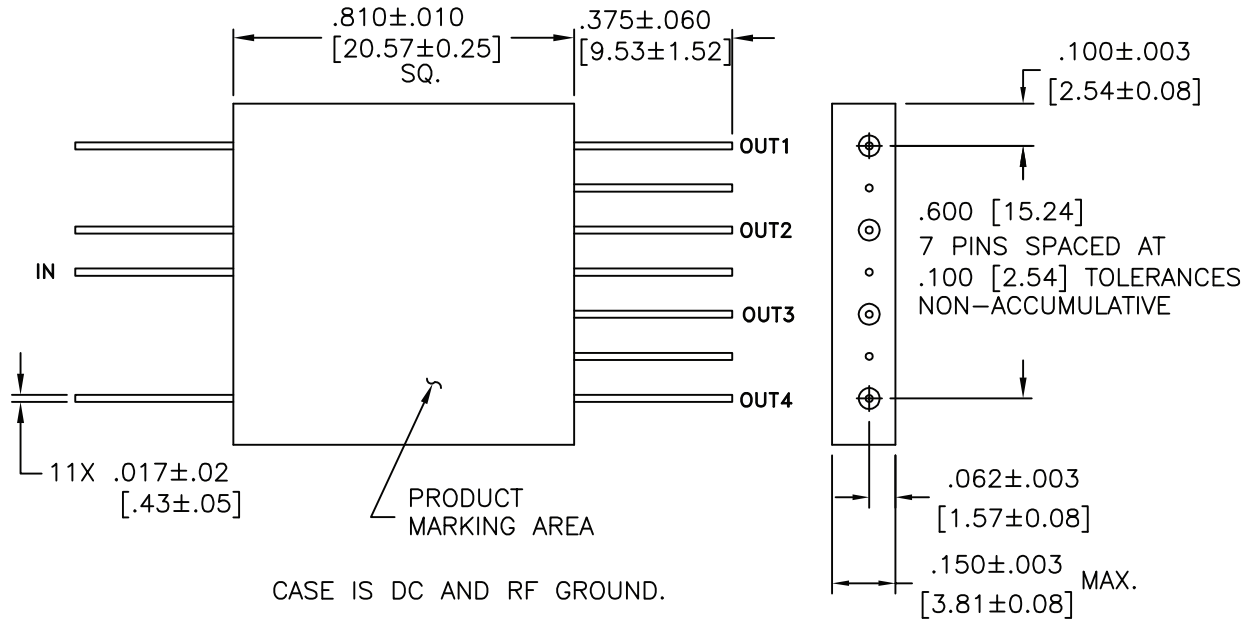 .810±.010
[20.57±0.25]
SQ.
.375±.060
[9.53±1.52]
.100±.003
[2.54±0.08]
OUT1
OUT2
IN
OUT3
OUT4
.600 [15.24]
7 PINS SPACED AT
.100 [2.54] TOLERANCES
NON-ACCUMULATIVE
11X .017±.02
[.43±.05]
PRODUCT
MARKING AREA
.062±.003
[1.57±0.08]
.150±.003 MAX.
[3.81±0.08]
CASE IS DC AND RF GROUND.